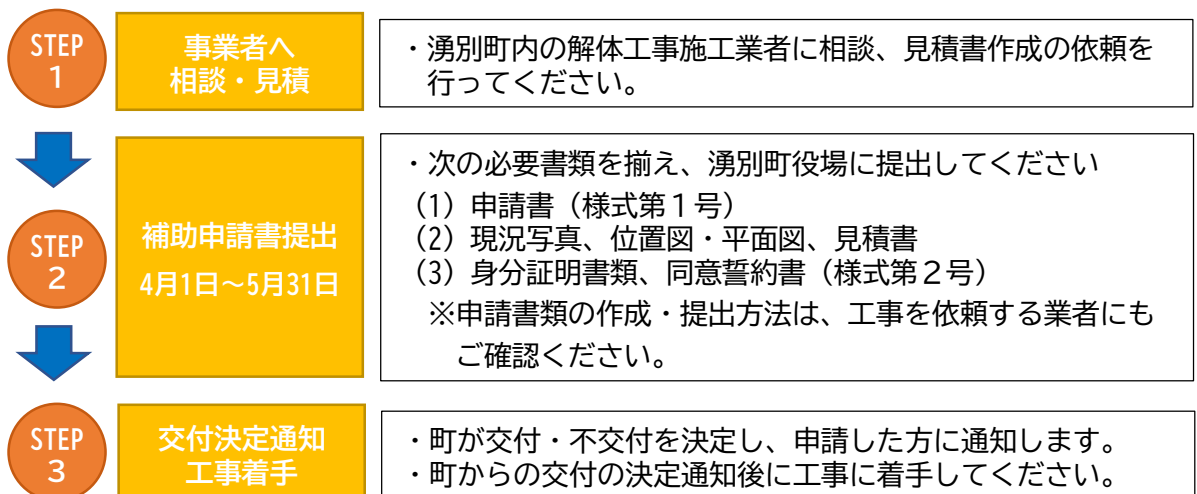 STEP
1
事業者へ
相談・見積
・湧別町内の解体工事施工業者に相談、見積書作成の依頼を
行ってください。
STEP
2
補助申請書提出
4月1日～5月31日
・次の必要書類を揃え、湧別町役場に提出してください
(1) 申請書（様式第１号）
(2) 現況写真、位置図・平面図、見積書
(3) 身分証明書類、同意誓約書（様式第２号）
※申請書類の作成・提出方法は、工事を依頼する業者にも
ご確認ください。
STEP
3
交付決定通知
工事着手
・町が交付・不交付を決定し、申請した方に通知します。
・町からの交付の決定通知後に工事に着手してください。